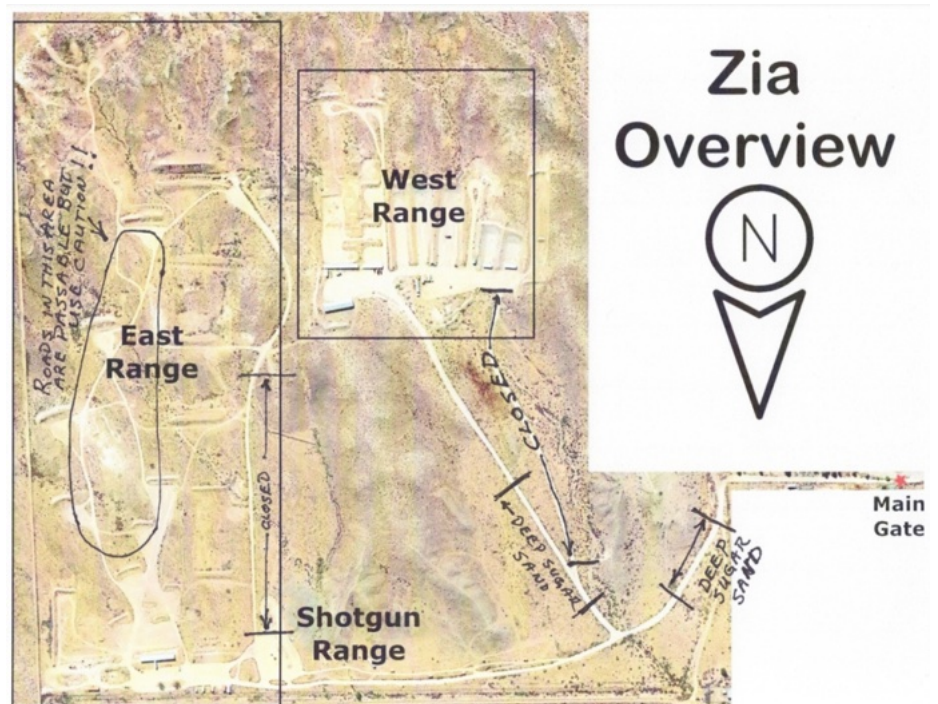 Zia
Overview
N
West
Range
ROADS IN THIS AREA
ARE PASSABLE BUT
USE CAUTION!!
East
Range
CLOSED
CLOSED
DEEP SUGAR
SAND
DEEP
SUGAR
SAND
Main
Gate
Shotgun
Range